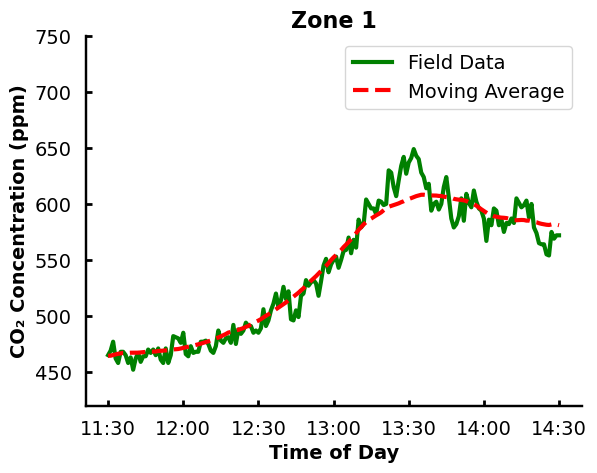 Zone 1
CO₂ Concentration (ppm)
750
700
650
600
550
500
450
Field Data
Moving Average
11:30 12:00 12:30 13:00 13:30 14:00 14:30
Time of Day